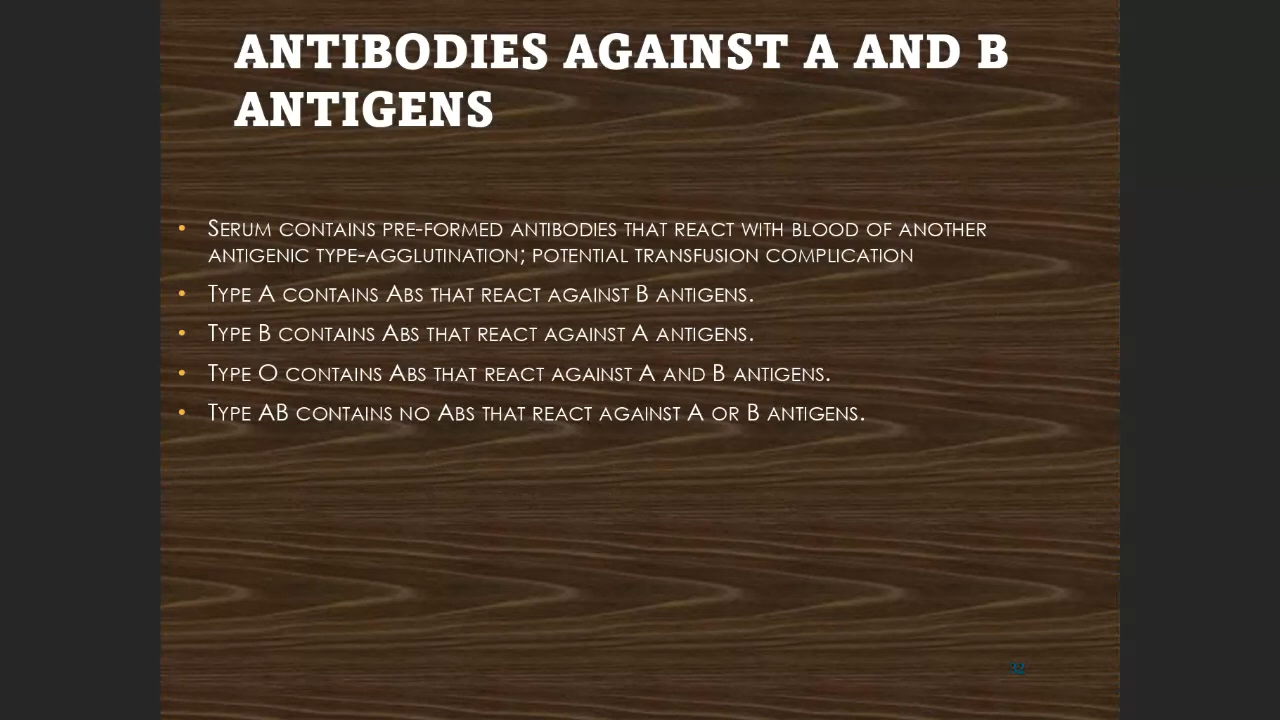 ANTIBODIES AGAINST A AND B
ANTIGENS
• Serum contains pre-formed antibodies that react with blood of another
antigenic type-agglutination; potential transfusion complication
• Type A contains Abs that react against B antigens.
• Type B contains Abs that react against A antigens.
• Type O contains Abs that react against A and B antigens.
• Type AB contains no Abs that react against A or B antigens.